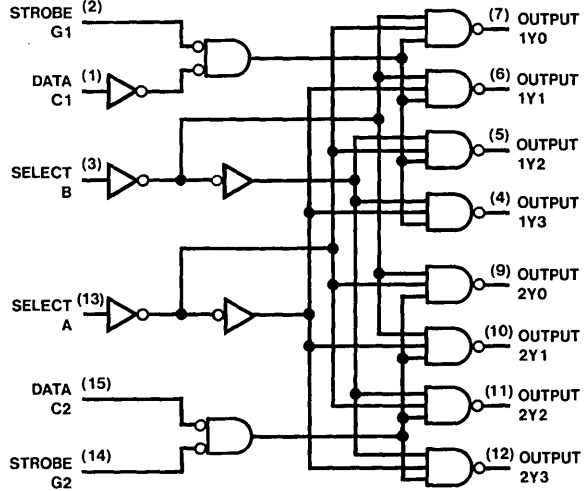 STROBE (2)
G1
DATA (1)
C1
SELECT (3)
B
SELECT (13)
A
DATA (15)
C2
STROBE (14)
G2
(7) OUTPUT
1Y0
(6) OUTPUT
1Y1
(5) OUTPUT
1Y2
(4) OUTPUT
1Y3
(9) OUTPUT
2Y0
(10) OUTPUT
2Y1
(11) OUTPUT
2Y2
(12) OUTPUT
2Y3